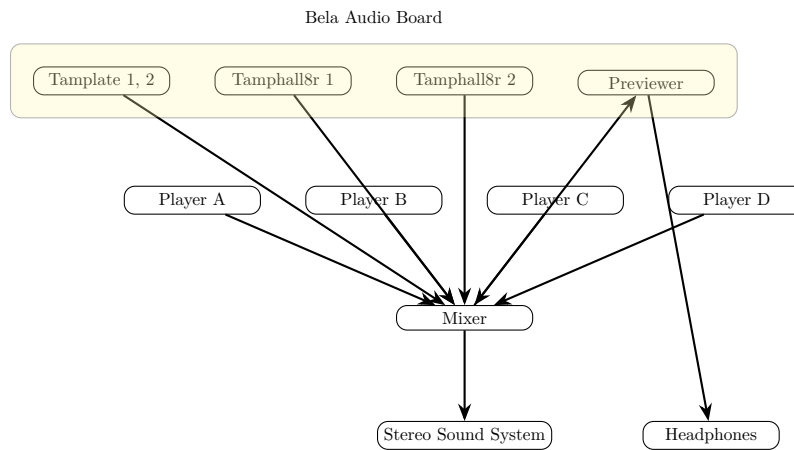 Bela Audio Board
Tamplate 1, 2
Tamphall8r 1
Tamphall8r 2
Previewer
Player A
Player B
Player C
Player D
Mixer
Stereo Sound System
Headphones